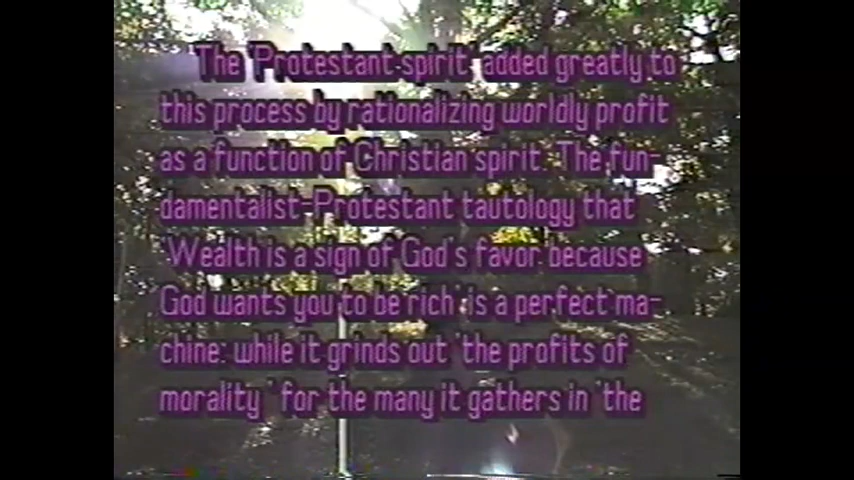 The 'Protestant spirit' added greatly to
this process by rationalizing worldly profit
as a function of Christian spirit. The fun-
damentalist-Protestant tautology that
'Wealth is a sign of God's favor because
God wants you to be rich' is a perfect ma-
chine: while it grinds out 'the profits of
morality ' for the many it gathers in 'the